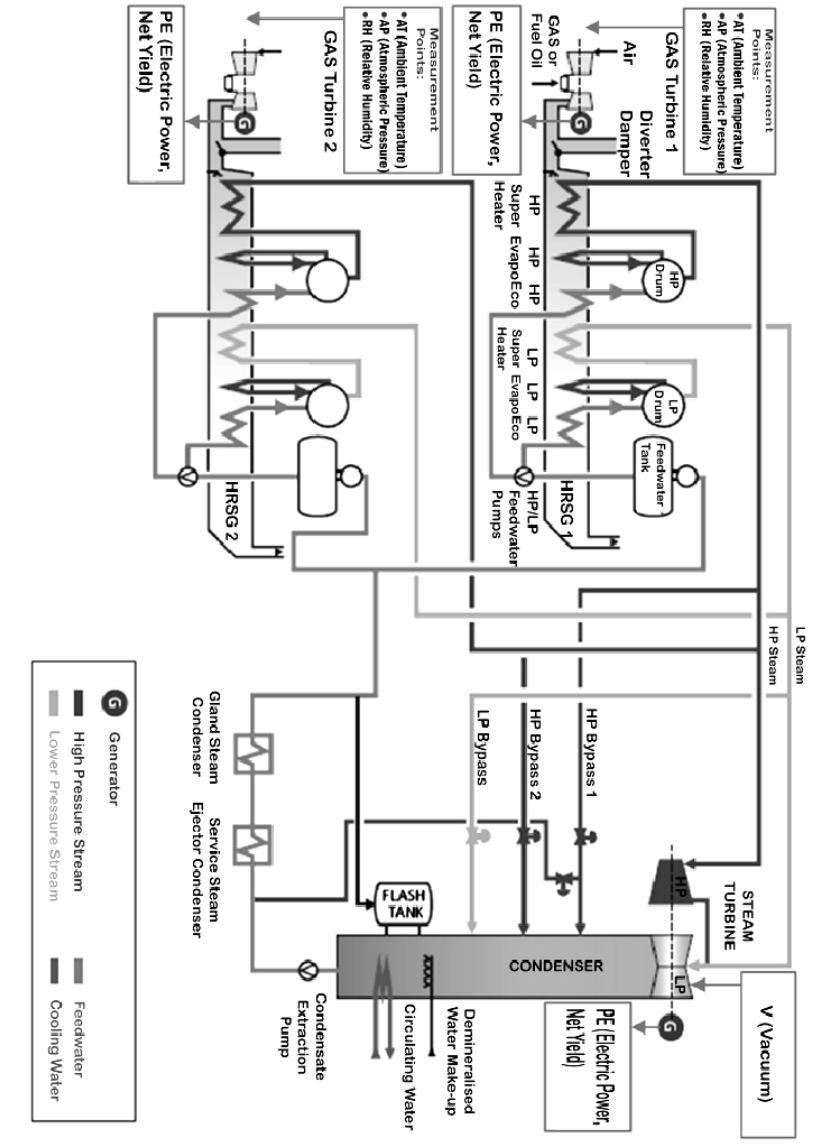 Measurement
Points:
•AT (Ambient Temperature)
•AP (Atmospheric Pressure)
•RH (Relative Humidity)
GAS Turbine 1
Air
GAS or
Fuel Oil
Diverter
Damper
PE (Electric Power,
Net Yield)
HP
Drum
LP
Drum
Feedwater
Tank
HP
Super
Heater
HP
Evapo
HP
Eco
LP
Super
Heater
LP
Evapo
LP
Eco
HP/LP
Feedwater
Pumps
HRSG 1
Measurement
Points:
•AT (Ambient Temperature)
•AP (Atmospheric Pressure)
•RH (Relative Humidity)
GAS Turbine 2
G
G
PE (Electric Power,
Net Yield)
HRSG 2
LP Steam
HP Steam
HP Bypass 1
HP Bypass 2
LP Bypass
STEAM
TURBINE
HP
LP
G
V (Vacuum)
PE (Electric Power,
Net Yield)
CONDENSER
FLASH
TANK
Gland Steam
Condenser
Service Steam
Ejector Condenser
Condensate
Extraction
Pump
Circulating Water
Demineralised
Water Make-up
G Generator
High Pressure Stream
Lower Pressure Stream
Feedwater
Cooling Water